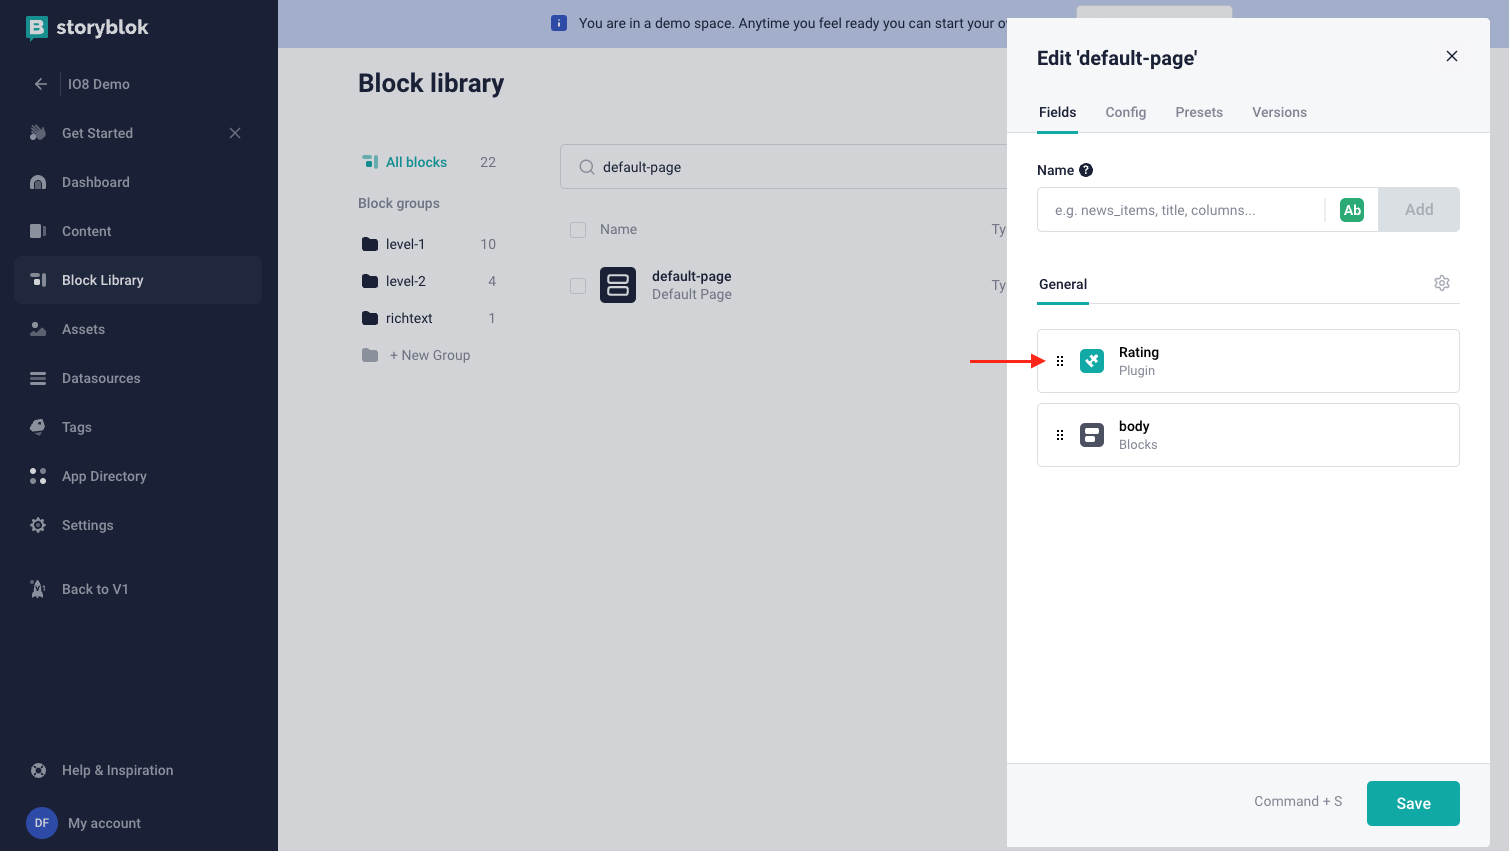 storyblok
IO8 Demo
Get Started
Dashboard
Content
Block Library
Assets
Datasources
Tags
App Directory
Settings
Back to V1
Help & Inspiration
DF
My account
You are in a demo space. Anytime you feel ready you can start your
Block library
All blocks 22
Block groups
level-1 10
level-2 4
richtext 1
+ New Group
default-page
Name
default-page
Default Page
Edit 'default-page'
Fields Config Presets Versions
Name ?
e.g. news_items, title, columns... Ab Add
General
Rating
Plugin
body
Blocks
Command + S Save